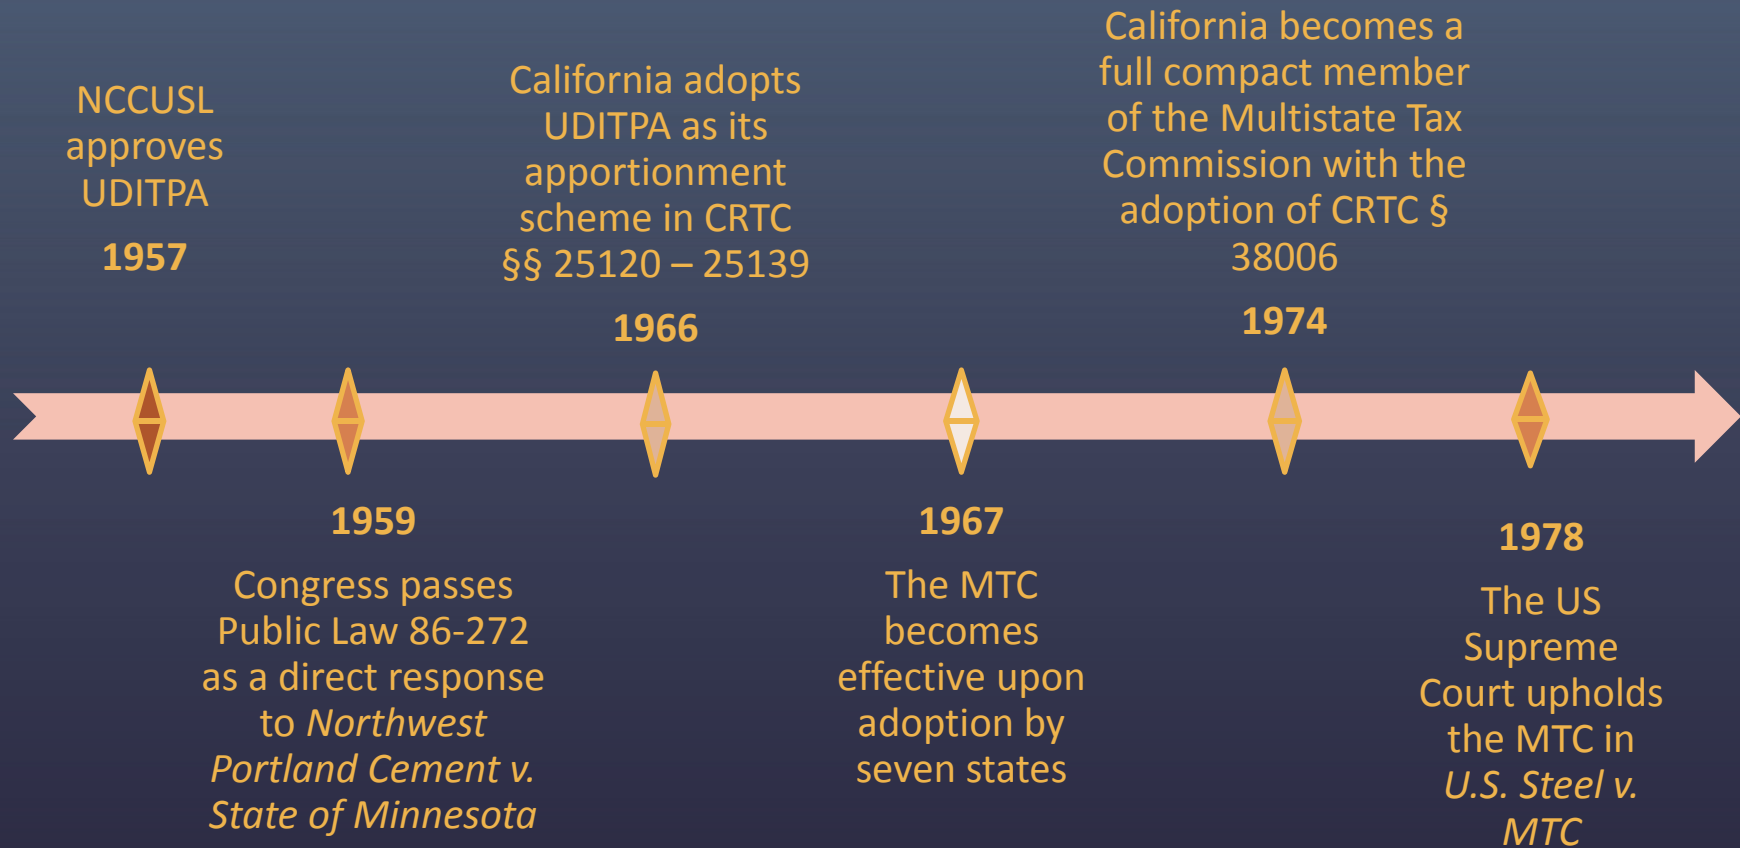 NCCUSL
approves
UDITPA
1957
1959
Congress passes
Public Law 86-272
as a direct response
to Northwest
Portland Cement v.
State of Minnesota
California adopts
UDITPA as its
apportionment
scheme in CRTC
§§ 25120 – 25139
1966
1967
The MTC
becomes
effective upon
adoption by
seven states
California becomes a
full compact member
of the Multistate Tax
Commission with the
adoption of CRTC §
38006
1974
1978
The US
Supreme
Court upholds
the MTC in
U.S. Steel v.
MTC